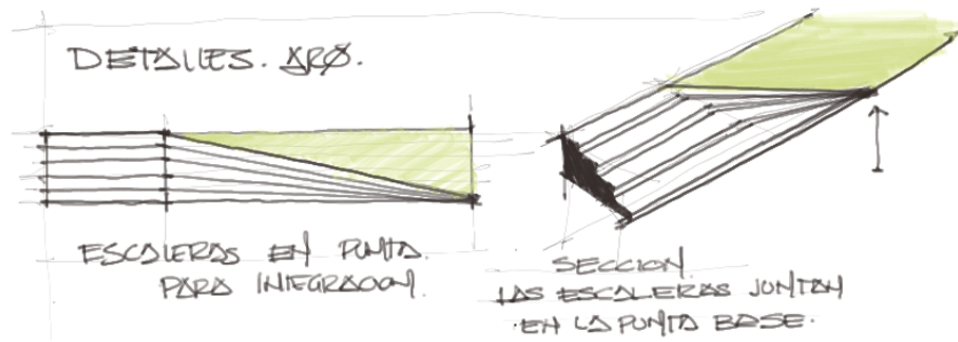 DETALLES. ARQ.
ESCALERAS EN PUNTA.
PARA INTEGRACION.
SECCION.
LAS ESCALERAS JUNTAN
EN LA PUNTA BASE.